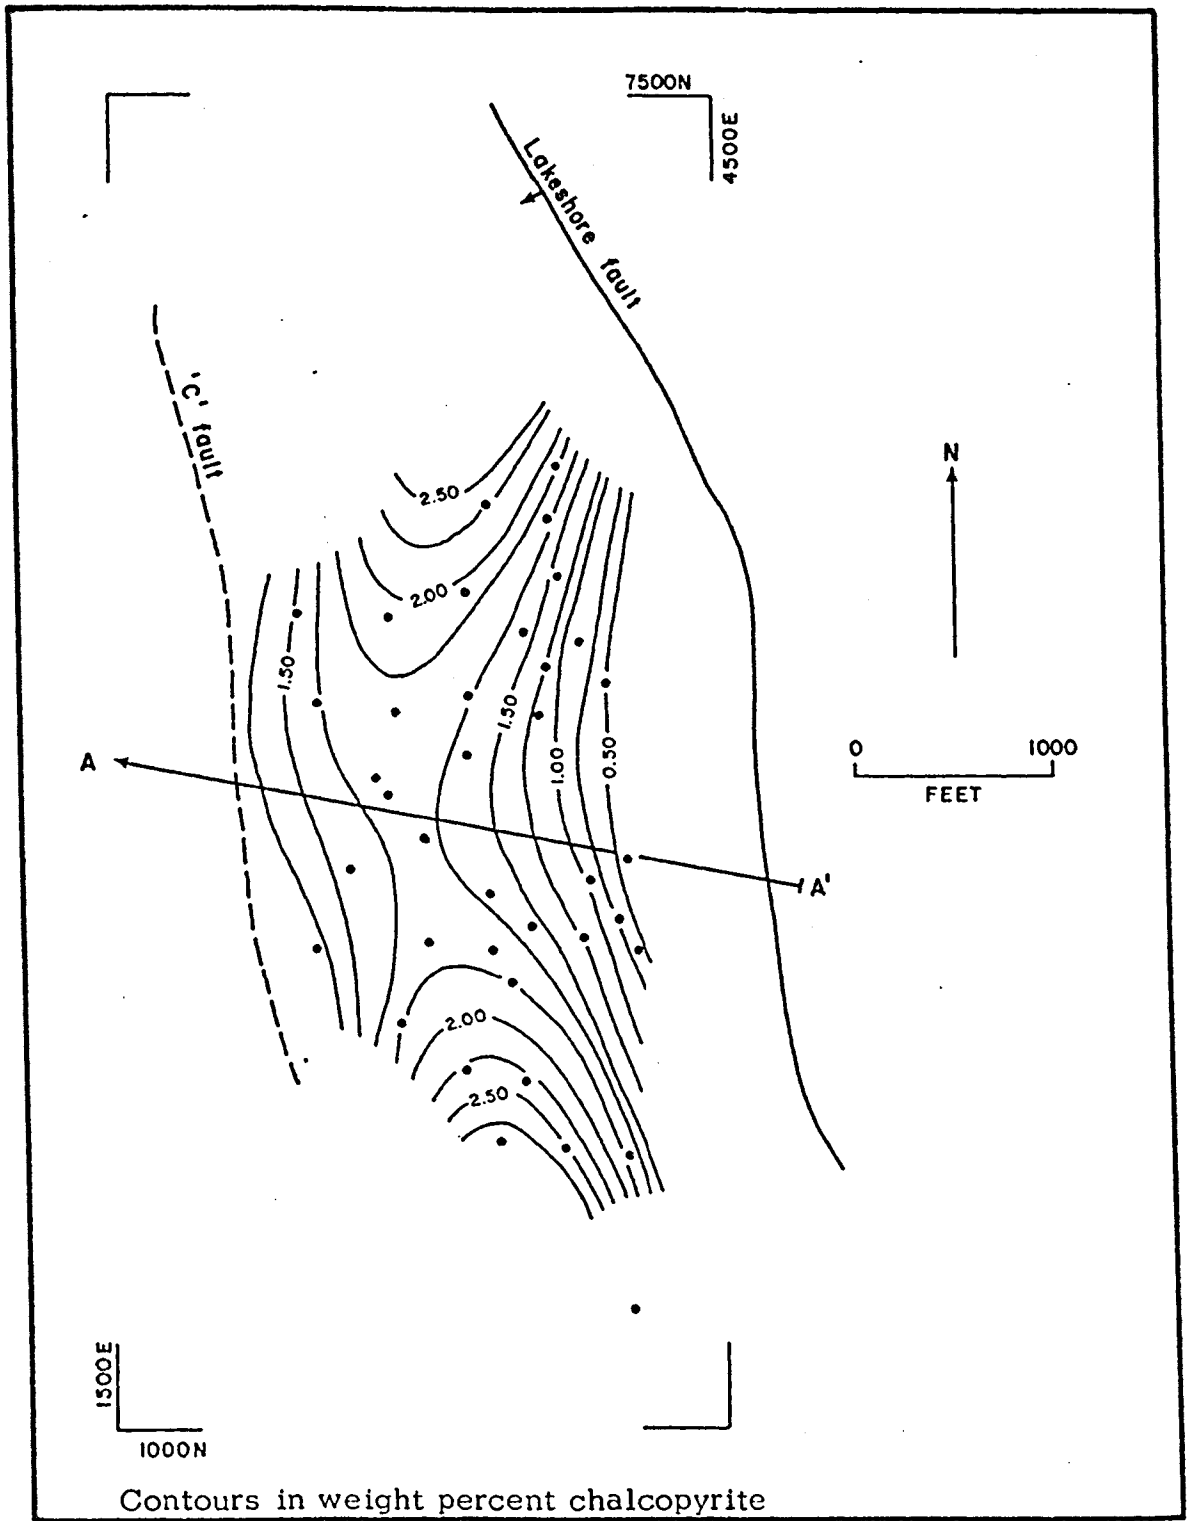 7500N
4500E
Lakeshore fault
'C' fault
N
2.50
2.00
1.50
1.50
1.00
0.50
A
A'
0 1000
FEET
2.00
2.50
1500E
1000N
Contours in weight percent chalcopyrite